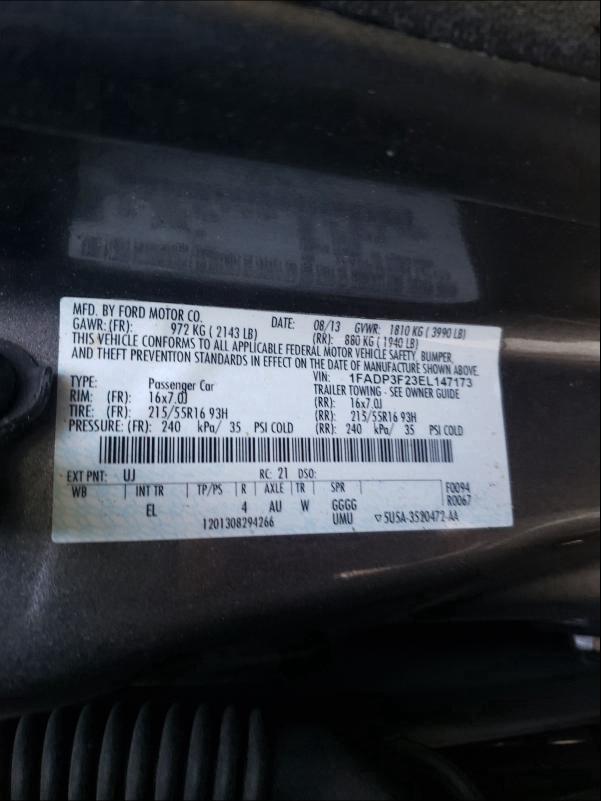 MFD. BY FORD MOTOR CO.
DATE: 08/13 GVWR: 1810 KG ( 3990 LB)
GAWR: (FR): 972 KG ( 2143 LB) (RR): 880 KG ( 1940 LB)
THIS VEHICLE CONFORMS TO ALL APPLICABLE FEDERAL MOTOR VEHICLE SAFETY, BUMPER,
AND THEFT PREVENTION STANDARDS IN EFFECT ON THE DATE OF MANUFACTURE SHOWN ABOVE.
VIN: 1FADP3F23EL147173
TYPE: Passenger Car TRAILER TOWING - SEE OWNER GUIDE
RIM: (FR): 16x7.0J (RR): 16x7.0J
TIRE: (FR): 215/55R16 93H (RR): 215/55R16 93H
PRESSURE: (FR): 240 kPa/ 35 PSI COLD (RR): 240 kPa/ 35 PSI COLD
EXT PNT: UJ RC: 21 DSO:
WB INT TR TP/PS R AXLE TR SPR F0094
EL 4 AU W GGGG R0067
1201308294266 UMU ▽5U5A-3520472-AA